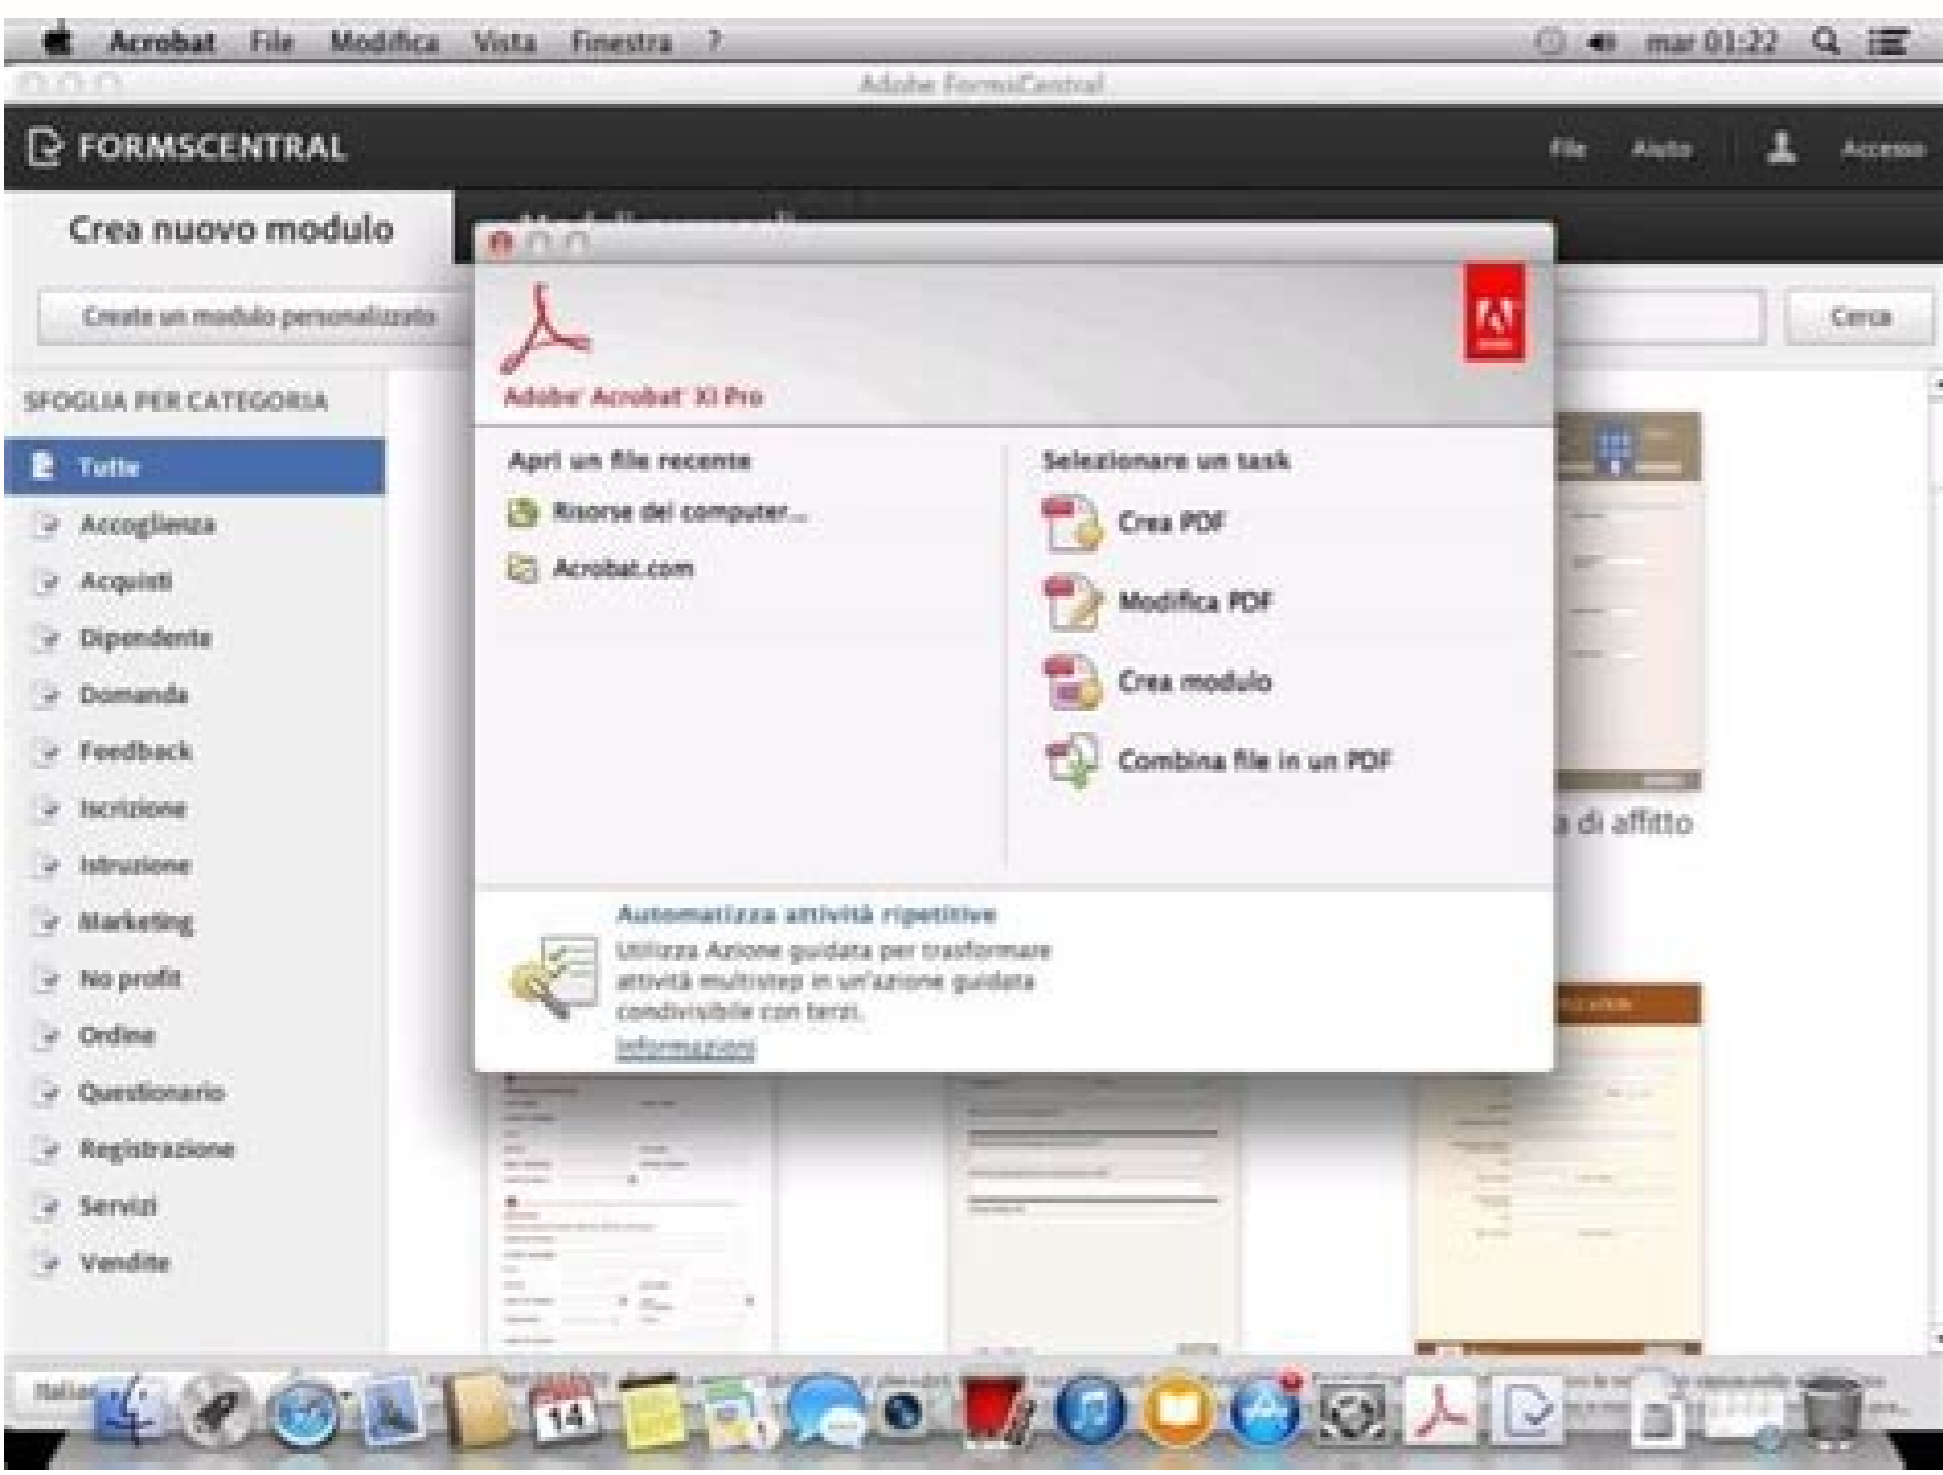 Acrobat File Modifica Vista Finestra ?
mar 01:22
Adobe FormsCentral
FORMSCENTRAL
File Aiuto Accesso
Crea nuovo modulo
Create un modulo personalizzato
Cerca
SFOGLIA PER CATEGORIA
Tutte
Accoglienza
Acquisti
Dipendente
Domanda
Feedback
Iscrizione
Istruzione
Marketing
No profit
Ordine
Questionario
Registrazione
Servizi
Vendite
Adobe Acrobat XI Pro
Apri un file recente
Risorse del computer...
Acrobat.com
Selezionare un task
Crea PDF
Modifica PDF
Crea modulo
Combina file in un PDF
Automatizza attività ripetitive
Utilizza Azione guidata per trasformare
attività multistep in un'azione guidata
condivisibile con terzi.
Informazioni
di affitto
14